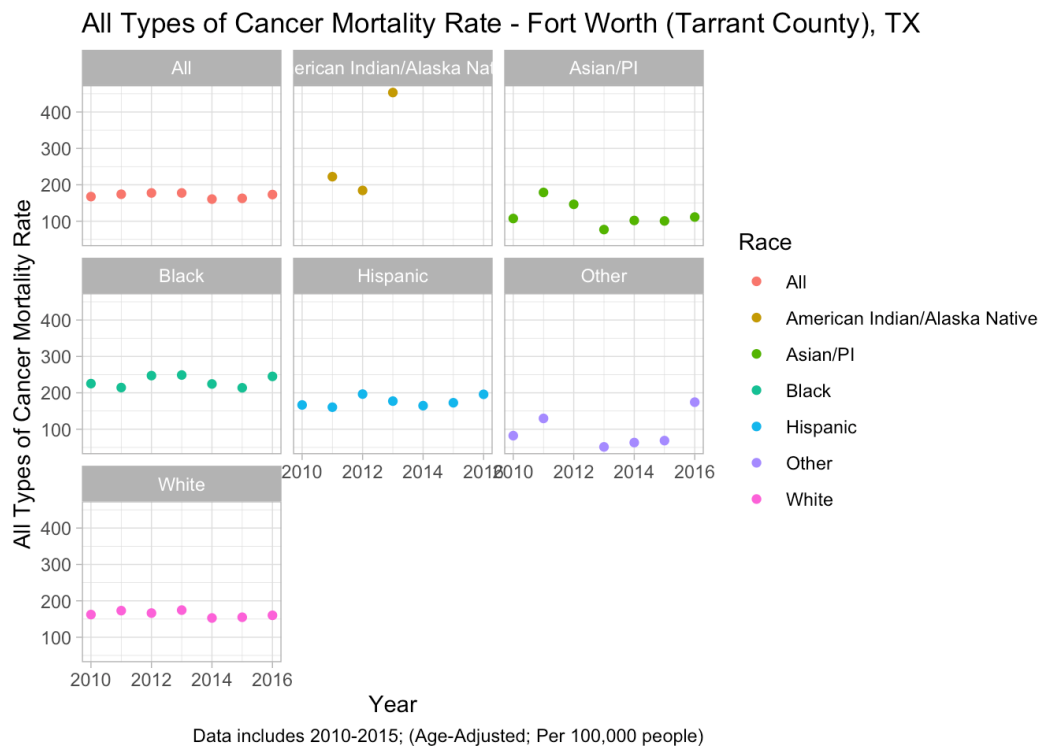 All Types of Cancer Mortality Rate - Fort Worth (Tarrant County), TX
All
erican Indian/Alaska Nat
Asian/PI
400
300
200
100
Black
Hispanic
Other
400
300
200
100
2010 2012 2014 2016
2010 2012 2014 2016
White
400
300
200
100
2010 2012 2014 2016
All Types of Cancer Mortality Rate
Year
Data includes 2010-2015; (Age-Adjusted; Per 100,000 people)
Race
All
American Indian/Alaska Native
Asian/PI
Black
Hispanic
Other
White